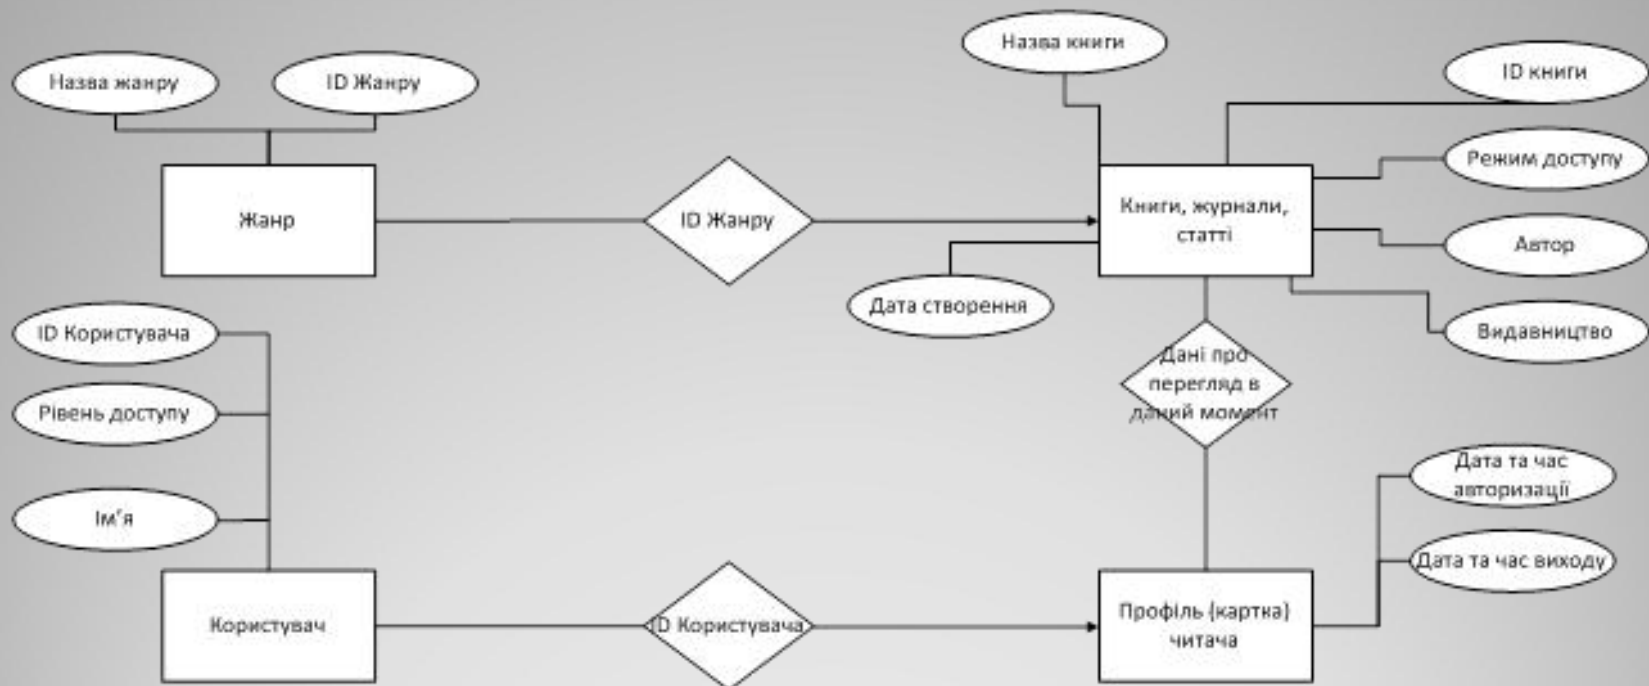 Назва жанру
ID Жанру
Назва книги
ID книги
Режим доступу
Жанр
ID Жанру
Книги, журнали,
статті
Автор
Дата створення
Видавництво
ID Користувача
Рівень доступу
Ім'я
Дані про
перегляд в
даний момент
Дата та час
авторизації
Дата та час виходу
Користувач
ID Користувача
Профіль (картка)
читача